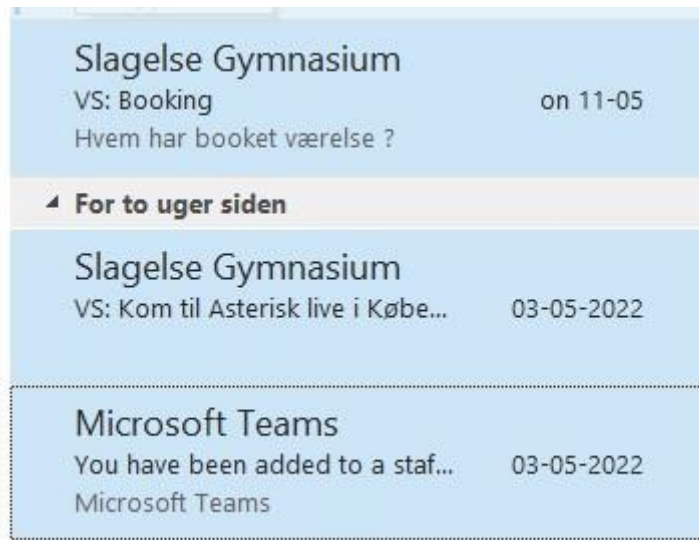 Slagelse Gymnasium
VS: Booking on 11-05
Hvem har booket værelse ?
For to uger siden
Slagelse Gymnasium
VS: Kom til Asterisk live i Købe... 03-05-2022
Microsoft Teams
You have been added to a staf... 03-05-2022
Microsoft Teams